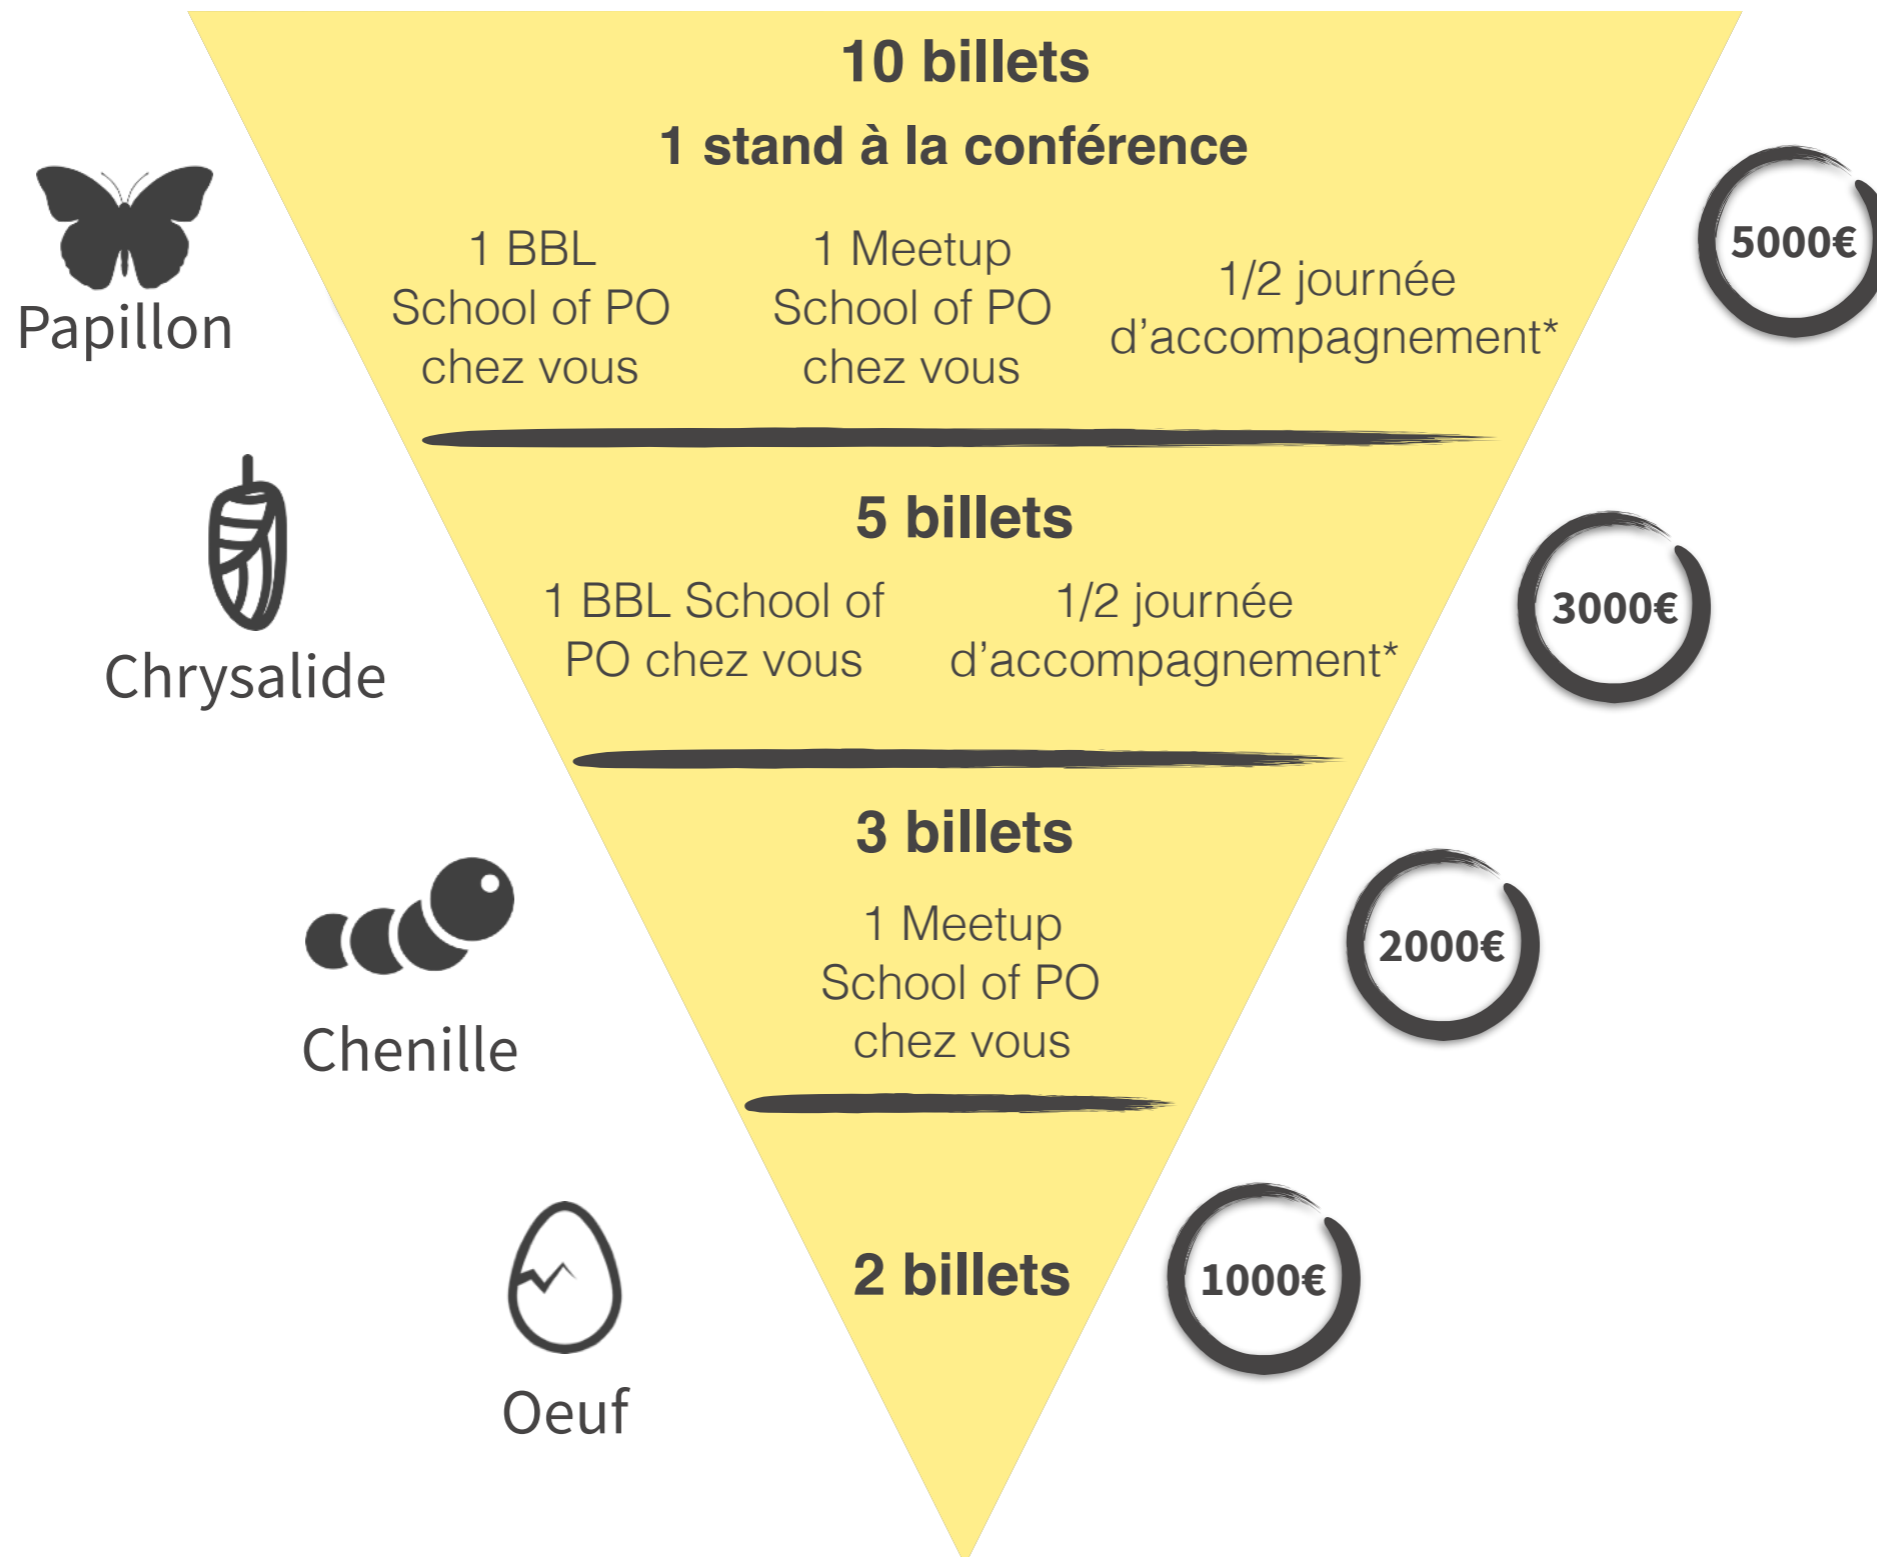 10 billets
1 stand à la conférence
Papillon
1 BBL
School of PO
chez vous
1 Meetup
School of PO
chez vous
1/2 journée
d'accompagnement*
5000€
Chrysalide
5 billets
1 BBL School of
PO chez vous
1/2 journée
d'accompagnement*
3000€
Chenille
3 billets
1 Meetup
School of PO
chez vous
2000€
Oeuf
2 billets
1000€